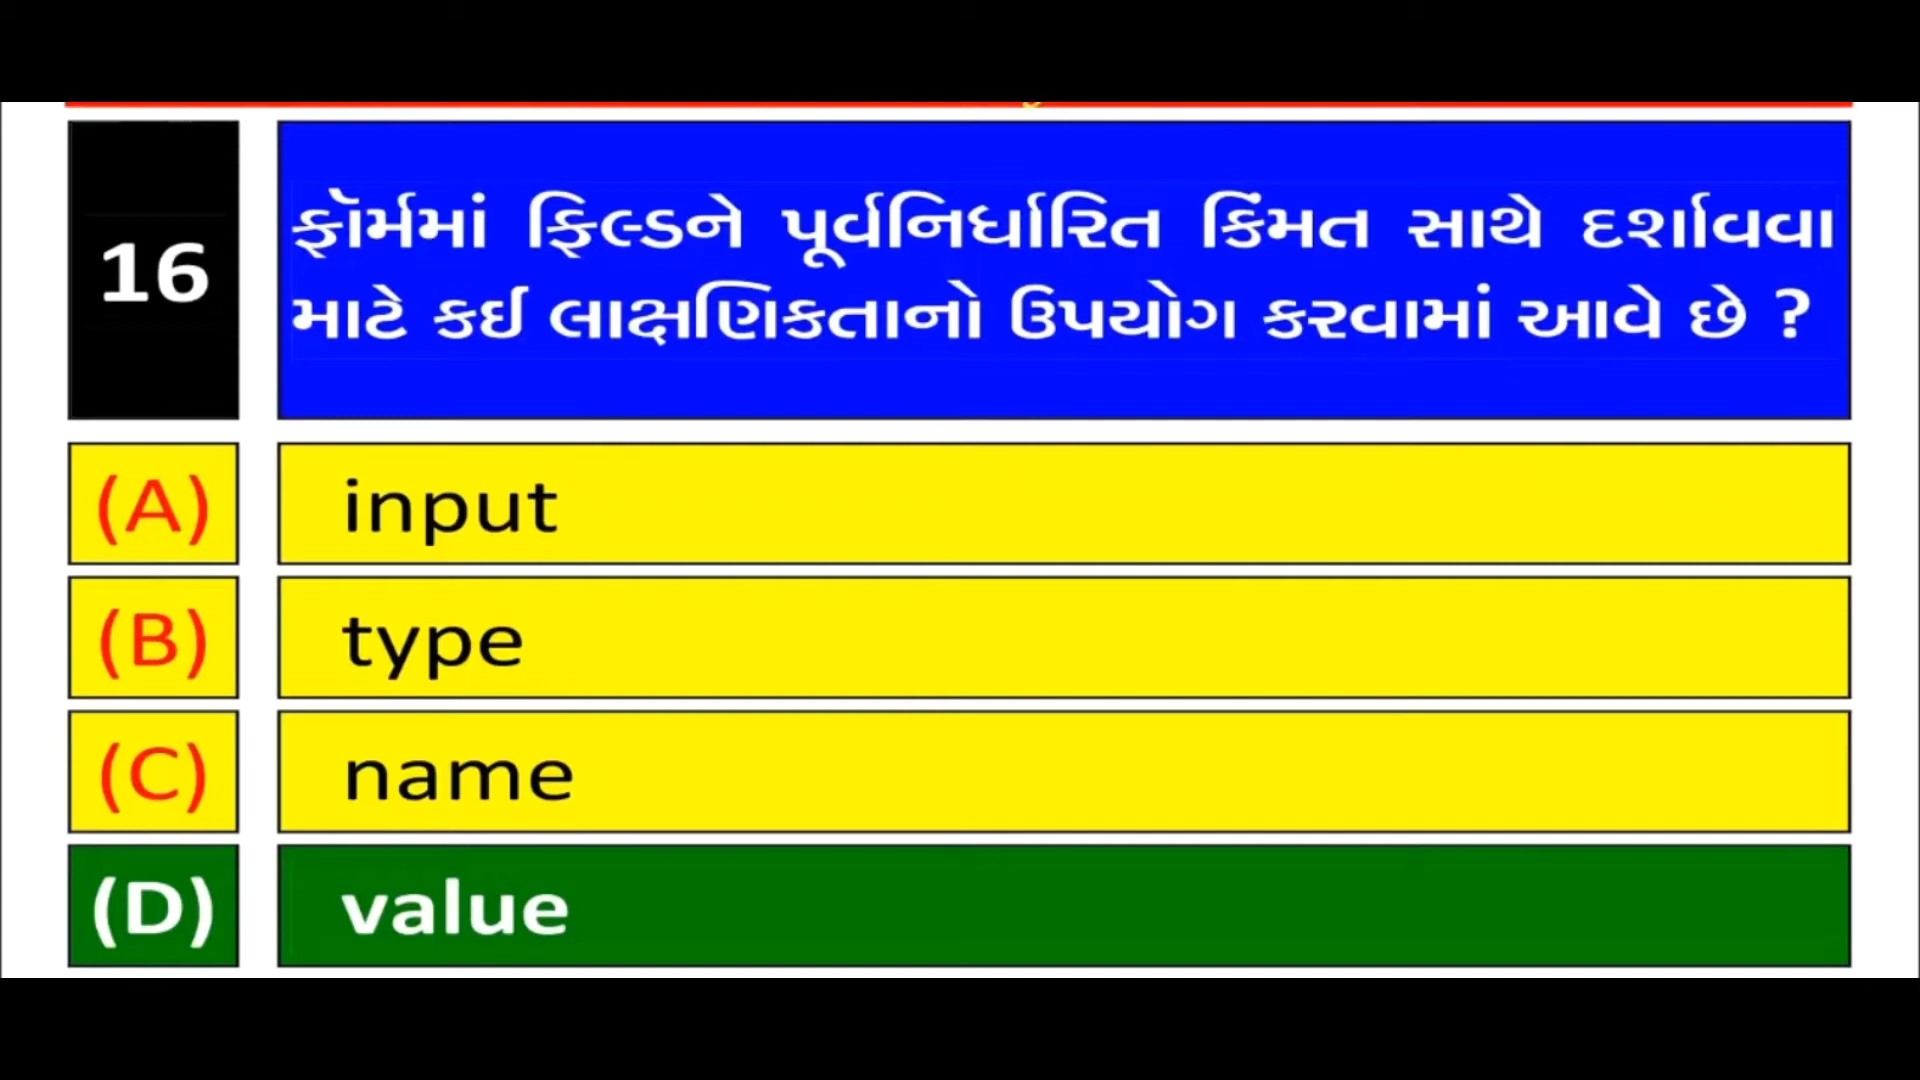 16
ફૉર્મમાં ફિલ્ડને પૂર્વનિર્ધારિત કિંમત સાથે દર્શાવવા
માટે કઈ લાક્ષણિકતાનો ઉપયોગ કરવામાં આવે છે ?
(A) input
(B) type
(C) name
(D) value